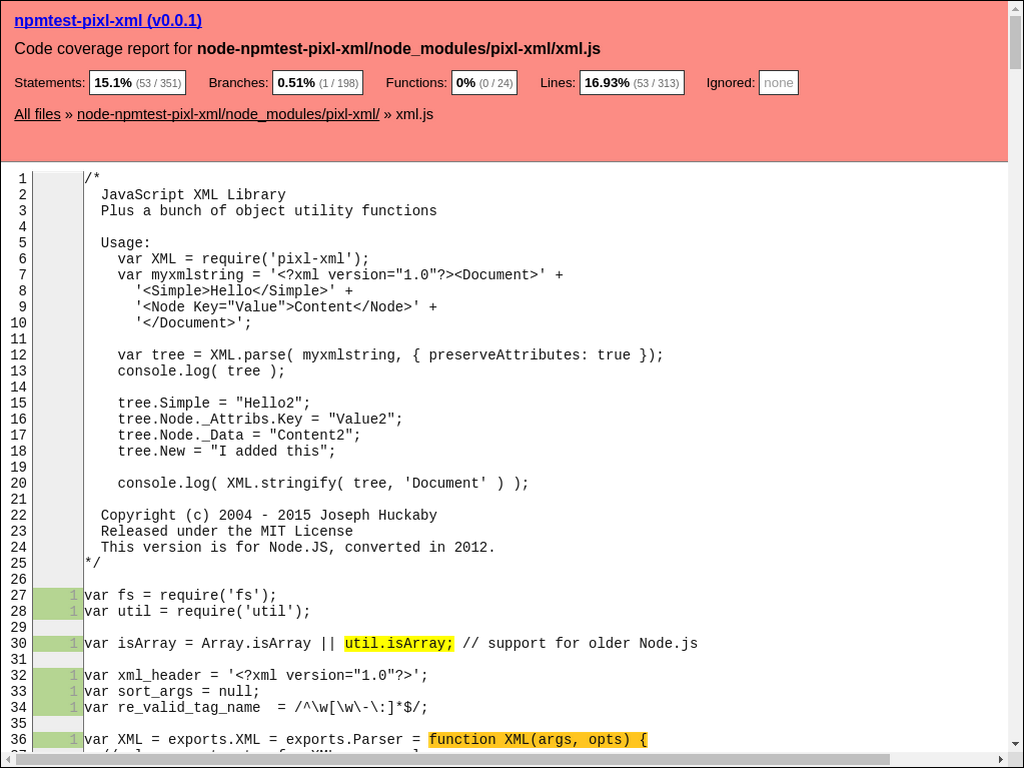 npmtest-pixl-xml (v0.0.1)
Code coverage report for node-npmtest-pixl-xml/node_modules/pixl-xml/xml.js
Statements: 15.1% (53 / 351) Branches: 0.51% (1 / 198) Functions: 0% (0 / 24) Lines: 16.93% (53 / 313) Ignored: none
All files » node-npmtest-pixl-xml/node_modules/pixl-xml/ » xml.js
1 /*
2 JavaScript XML Library
3 Plus a bunch of object utility functions
4
5 Usage:
6 var XML = require('pixl-xml');
7 var myxmlstring = '<?xml version="1.0"?><Document>' +
8 '<Simple>Hello</Simple>' +
9 '<Node Key="Value">Content</Node>' +
10 '</Document>';
11
12 var tree = XML.parse( myxmlstring, { preserveAttributes: true });
13 console.log( tree );
14
15 tree.Simple = "Hello2";
16 tree.Node._Attribs.Key = "Value2";
17 tree.Node._Data = "Content2";
18 tree.New = "I added this";
19
20 console.log( XML.stringify( tree, 'Document' ) );
21
22 Copyright (c) 2004 - 2015 Joseph Huckaby
23 Released under the MIT License
24 This version is for Node.JS, converted in 2012.
25 */
26
27 1 var fs = require('fs');
28 1 var util = require('util');
29
30 1 var isArray = Array.isArray || util.isArray; // support for older Node.js
31
32 1 var xml_header = '<?xml version="1.0"?>';
33 1 var sort_args = null;
34 1 var re_valid_tag_name  = /^\w[\w\-\:]*$/;
35
36 1 var XML = exports.XML = exports.Parser = function XML(args, opts) {